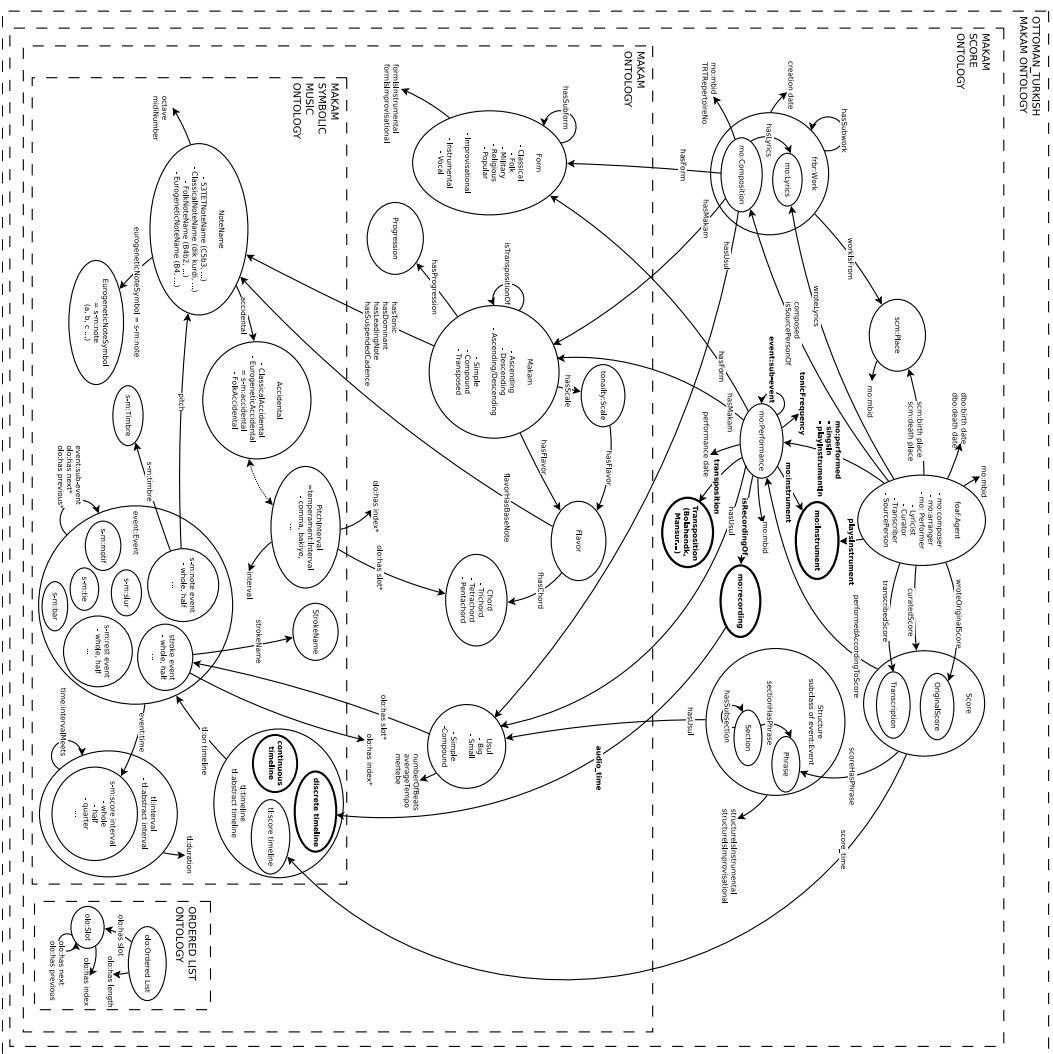 OTTOMAN_TURKISH
MAKAM ONTOLOGY
MAKAM
SCORE
ONTOLOGY
mo:mbid
dbo:birth date
dbo:death date
foaf:Agent
- mo:composer
- mo:arranger
- mo: Performer
- Lyricist
- Curator
- Transcriber
- SourcePerson
wroteOriginalScore
curatedScore
transcribedScore
Score
OriginalScore
Transcription
scm:Place
mo:mbid
scm:birth place
scm:death place
workIsFrom
hasSubwork
creation date
frbr:Work
mo:Lyrics
hasLyrics
mo:Composition
mo:mbid
TRTRepertoireNo
wroteLyrics
composed
isSourcePersonOf
mo:performed
- singsIn
- playInstrumentIn
playsInstrument
mo:Instrument
mo:instrument
tonicFrequency
event:sub-event
mo:Performance
performedAccordingToScore
scoreHasPhrase
score_time
Structure
subclass of event:Event
Phrase
sectionHasPhrase
Section
hasSubsection
structureIsInstrumental
structureIsImprovisational
mo:mbid
isRecordingOf
mo:recording
hasUsul
transposition
Transposition
(Bolahenk,
performance date
hasMakam
hasForm
hasForm
hasMakam
hasUsul
hasUsul
audio_time
MAKAM
ONTOLOGY
hasSubform
Form
- Classical
- Folk
- Military
- Religious
- Popular
- Improvisational
- Instrumental
- Vocal
formIsInstrumental
formIsImprovisational
isTranspositionOf
Makam
- Ascending
- Descending
- Ascending/Descending
- Simple
- Compound
- Transposed
hasProgression
Progression
hasScale
tonality:Scale
hasFlavor
hasFlavor
Flavor
fhasChord
Chord
- Trichord
- Tetrachord
- Pentachord
flavorHasBaseNote
hasTonic
hasDominant
hasLeadingNote
hasSuspendedCadence
Usul
- Big
- Small
- Simple
-Compound
numberOfBeats
averageTempo
mertebe
olo:has slot*
olo:has index*
olo:has index*
olo:has slot*
MAKAM
SYMBOLIC
MUSIC
ONTOLOGY
octave
midiNumber
NoteName
- 53TETNoteName (C5b3, ...)
- ClassicalNoteName (dik kurdi, ...)
- FolkNoteName (B4b2, ...)
- EurogeneticNoteName (B4, ...)
eurogeneticNoteSymbol = s-m:note
EurogeneticNoteSymbol
= s-m:note
(a, b, c ...)
accidental
Accidental
- ClassicalAccidental
- EurogeneticAccidental
= s-m:accidental
- FolkAccidental
PitchInterval
=temperament:Interval
- comma, bakiye,
...
interval
pitch
s-m:Timbre
s-m:timbre
StrokeName
strokeName
event:sub-event
olo:has next*
olo:has previous*
event:Event
s-m:note event
- whole, half
...
s-m:motif
s-m:slur
s-m:tie
s-m:bar
stroke event
- whole, half
...
s-m:rest event
- whole, half
...
tl:on timeline
event:time
discrete timeline
continuous
timeline
tl:score timeline
tl:timeline
tl:abstract timeline
time:intervalMeets
tl:interval
- tl:abstract interval
s-m:score interval
- whole
- half
- quarter
...
tl:duration
ORDERED LIST
ONTOLOGY
olo:Ordered List
olo:has slot
olo:has length
olo:Slot
olo:has index
olo:has next
olo:has previous